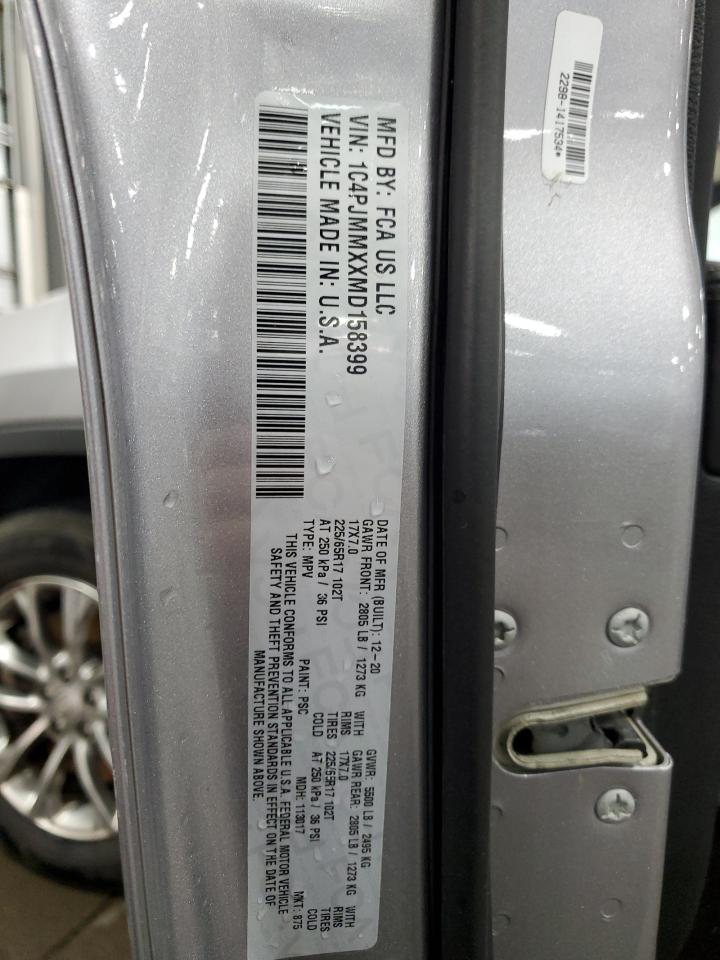 MFD BY: FCA US LLC
VIN: 1C4PJMMXXMD158399
VEHICLE MADE IN: U.S.A.
DATE OF MFR (BUILT): 12-20 GVWR: 5500 LB / 2495 KG
GAWR FRONT: 2805 LB / 1273 KG WITH GAWR REAR: 2805 LB / 1273 KG WITH
17X7.0 RIMS 17X7.0 RIMS
225/65R17 102T TIRES 225/65R17 102T TIRES
AT 250 kPa / 36 PSI COLD AT 250 kPa / 36 PSI COLD
TYPE: MPV PAINT: PSC MDH: 113017 MKT: 875
THIS VEHICLE CONFORMS TO ALL APPLICABLE U.S.A. FEDERAL MOTOR VEHICLE
SAFETY AND THEFT PREVENTION STANDARDS IN EFFECT ON THE DATE OF
MANUFACTURE SHOWN ABOVE.
2298-1417534*